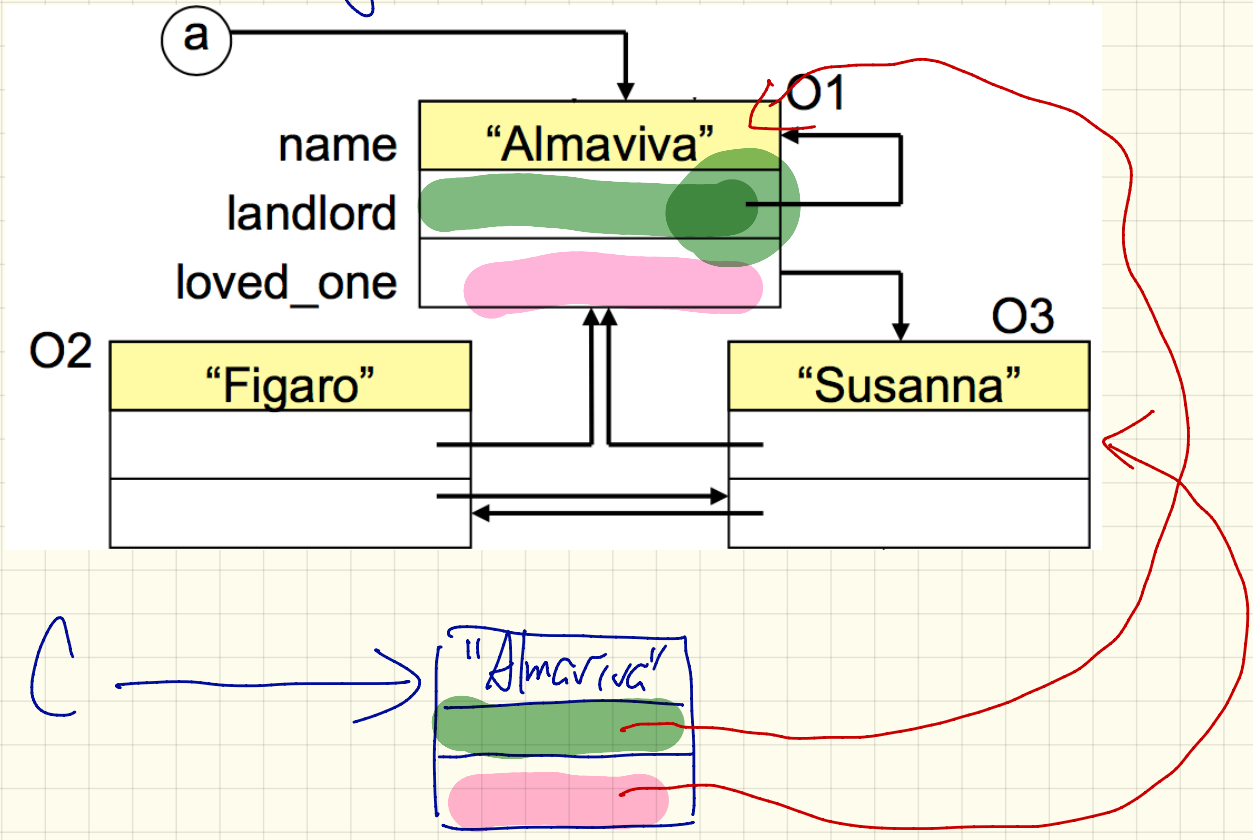 a
O1
name "Almaviva"
landlord
loved_one
O3
O2
"Figaro" "Susanna"
C "Almaviva"